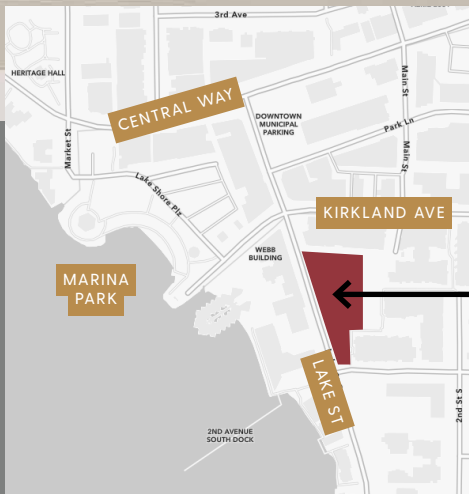 3rd Ave
HERITAGE HALL
Main St
CENTRAL WAY
DOWNTOWN
MUNICIPAL
PARKING
Park Ln
Market St
Main St
Lake Shore Plz
KIRKLAND AVE
WEBB
BUILDING
MARINA
PARK
LAKE ST
2nd St S
2ND AVENUE
SOUTH DOCK